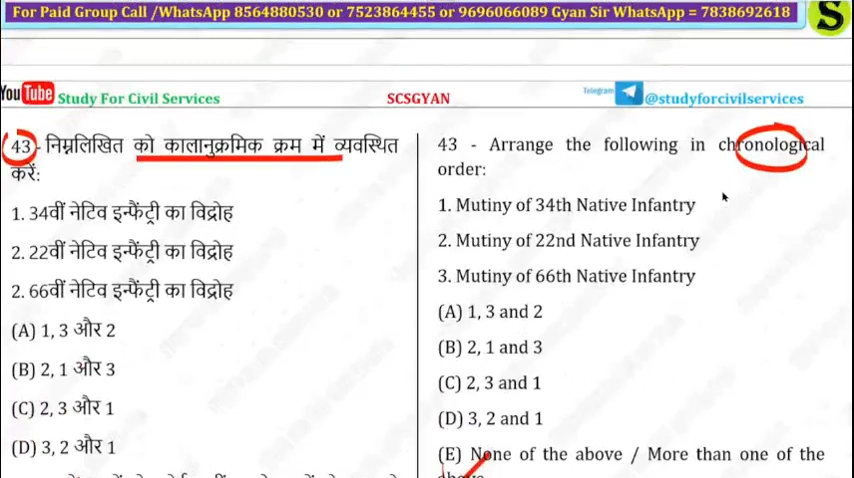 For Paid Group Call /WhatsApp 8564880530 or 7523864455 or 9696066089 Gyan Sir WhatsApp = 7838692618
S
You Tube Study For Civil Services
SCSGYAN
Telegram @studyforcivilservices
43 - निम्नलिखित को कालानुक्रमिक क्रम में व्यवस्थित
करें:
1. 34वीं नेटिव इन्फैंट्री का विद्रोह
2. 22वीं नेटिव इन्फैंट्री का विद्रोह
2. 66वीं नेटिव इन्फैंट्री का विद्रोह
(A) 1, 3 और 2
(B) 2, 1 और 3
(C) 2, 3 और 1
(D) 3, 2 और 1
43 - Arrange the following in chronological
order:
1. Mutiny of 34th Native Infantry
2. Mutiny of 22nd Native Infantry
3. Mutiny of 66th Native Infantry
(A) 1, 3 and 2
(B) 2, 1 and 3
(C) 2, 3 and 1
(D) 3, 2 and 1
(E) None of the above / More than one of the
above